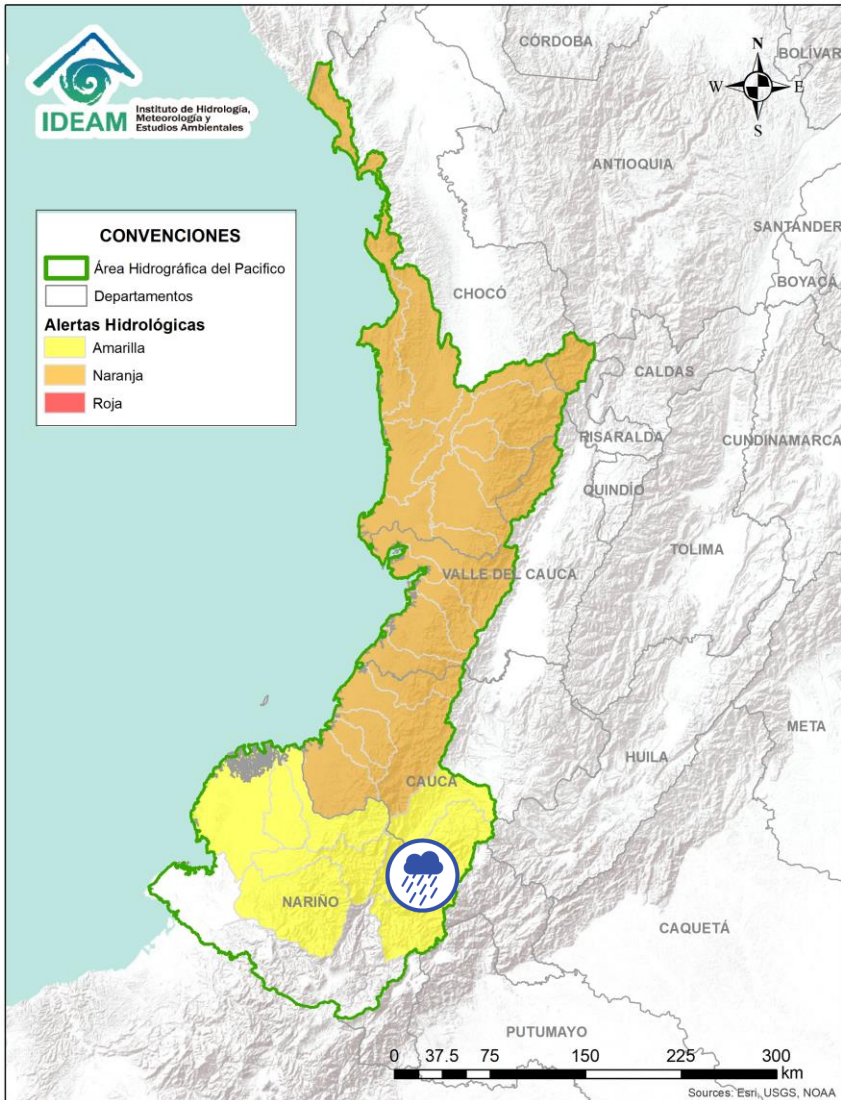 IDEAM
Instituto de Hidrología,
Meteorología y
Estudios Ambientales
CÓRDOBA
BOLÍVAR
N
W
E
S
ANTIOQUIA
SANTANDER
BOYACÁ
CONVENCIONES
Área Hidrográfica del Pacifico
Departamentos
Alertas Hidrológicas
Amarilla
Naranja
Roja
CHOCÓ
CALDAS
RISARALDA
CUNDINAMARCA
QUINDÍO
TOLIMA
VALLE DEL CAUCA
META
HUILA
CAUCA
NARIÑO
CAQUETÁ
PUTUMAYO
0 37.5 75 150 225 300
km
Sources: Esri, USGS, NOAA